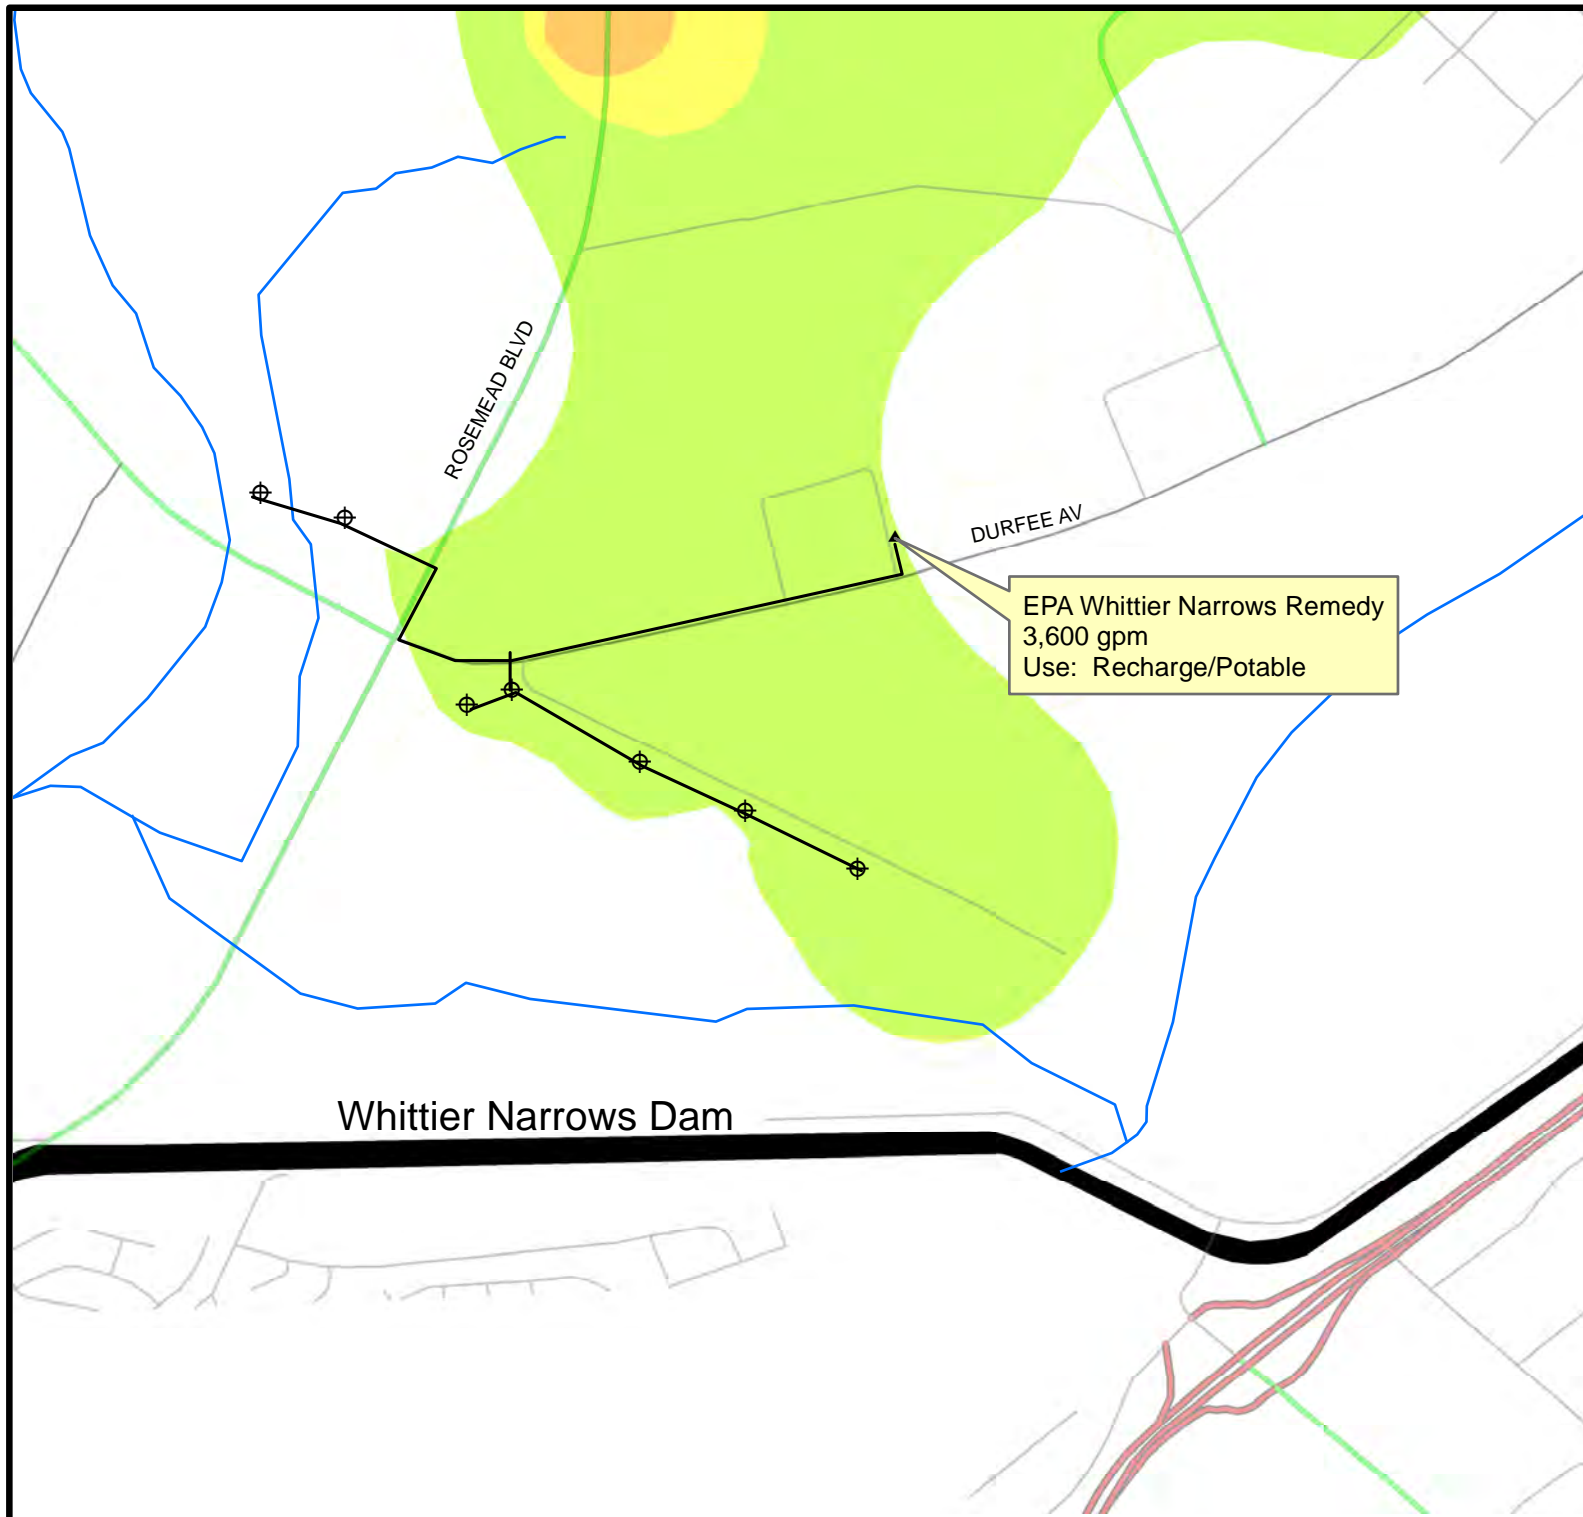 ROSEMEAD BLVD
DURFEE AV
EPA Whittier Narrows Remedy
3,600 gpm
Use: Recharge/Potable
Whittier Narrows Dam